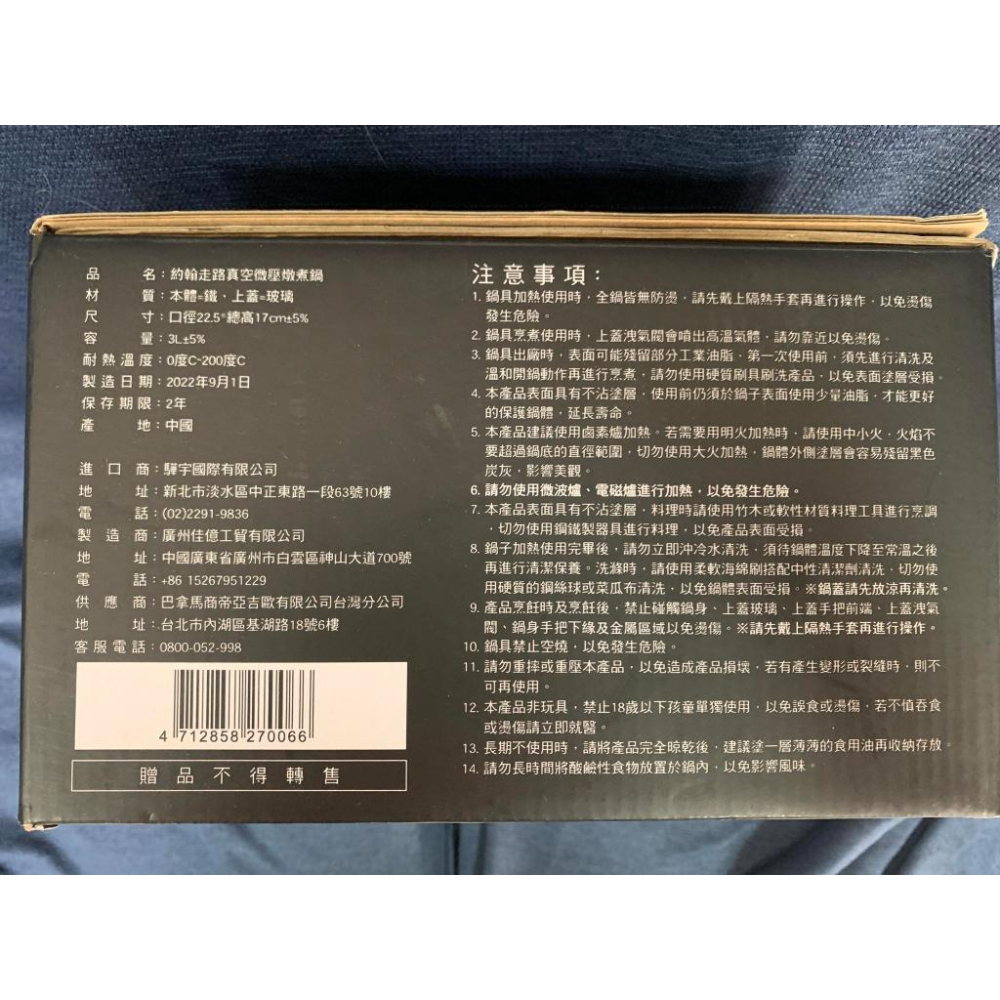 品名：約翰走路真空微壓燉煮鍋
材質：本體=鐵、上蓋=玻璃
尺寸：口徑22.5*總高17cm±5%
容量：3L±5%
耐熱溫度：0度C-200度C
製造日期：2022年9月1日
保存期限：2年
產地：中國
進口商：驊宇國際有限公司
地址：新北市淡水區中正東路一段63號10樓
電話：(02)2291-9836
製造商：廣州佳億工貿有限公司
地址：中國廣東省廣州市白雲區神山大道700號
電話：+86 15267951229
供應商：巴拿馬商帝亞吉歐有限公司台灣分公司
地址：台北市內湖區基湖路18號6樓
客服電話：0800-052-998
4 712858 270066
贈品不得轉售
注意事項：
1. 鍋具加熱使用時，全鍋皆無防燙，請先戴上隔熱手套再進行操作，以免燙傷
發生危險。
2. 鍋具烹煮使用時，上蓋洩氣閥會噴出高溫氣體，請勿靠近以免燙傷。
3. 鍋具出廠時，表面可能殘留部分工業油脂，第一次使用前，須先進行清洗及
溫和開鍋動作再進行烹煮，請勿使用硬質刷具刷洗產品，以免表面塗層受損。
4. 本產品表面具有不沾塗層，使用前仍須於鍋子表面使用少量油脂，才能更好
的保護鍋體，延長壽命。
5. 本產品建議使用鹵素爐加熱。若需要用明火加熱時，請使用中小火，火焰不
要超過鍋底的直徑範圍，切勿使用大火加熱，鍋體外側塗層會容易殘留黑色
炭灰，影響美觀。
6. 請勿使用微波爐、電磁爐進行加熱，以免發生危險。
7. 本產品表面具有不沾塗層，料理時請使用竹木或軟性材質料理工具進行烹調
，切勿使用鋼鐵製器具進行料理，以免產品表面受損。
8. 鍋子加熱使用完畢後，請勿立即沖冷水清洗，須待鍋體溫度下降至常溫之後
再進行清潔保養。洗滌時，請使用柔軟海綿刷搭配中性清潔劑清洗，切勿使
用硬質的鋼絲球或菜瓜布清洗，以免鍋體表面受損。※鍋蓋請先放涼再清洗。
9. 產品烹飪時及烹飪後，禁止碰觸鍋身、上蓋玻璃、上蓋手把前端、上蓋洩氣
閥、鍋身手把下緣及金屬區域以免燙傷。※請先戴上隔熱手套再進行操作。
10. 鍋具禁止空燒，以免發生危險。
11. 請勿重摔或重壓本產品，以免造成產品損壞，若有產生變形或裂縫時，則不
可再使用。
12. 本產品非玩具，禁止18歲以下孩童單獨使用，以免誤食或燙傷，若不慎吞食
或燙傷請立即就醫。
13. 長期不使用時，請將產品完全晾乾後，建議塗一層薄薄的食用油再收納存放。
14. 請勿長時間將酸鹼性食物放置於鍋內，以免影響風味。